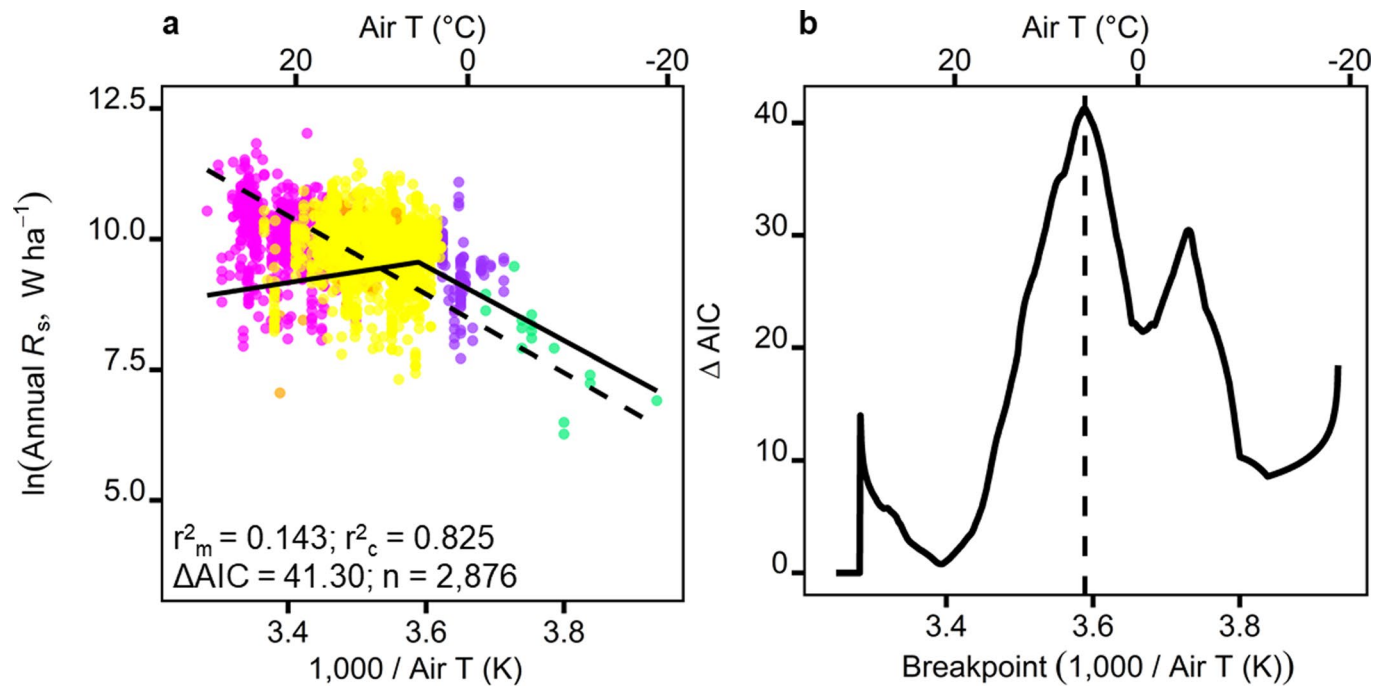 a
Air T (°C)
20 0 -20
12.5
10.0
7.5
5.0
ln(Annual Rs, W ha⁻¹)
r²m = 0.143; r²c = 0.825
ΔAIC = 41.30; n = 2,876
3.4 3.6 3.8
1,000 / Air T (K)
b
Air T (°C)
20 0 -20
40
30
20
10
0
Δ AIC
3.4 3.6 3.8
Breakpoint (1,000 / Air T (K))